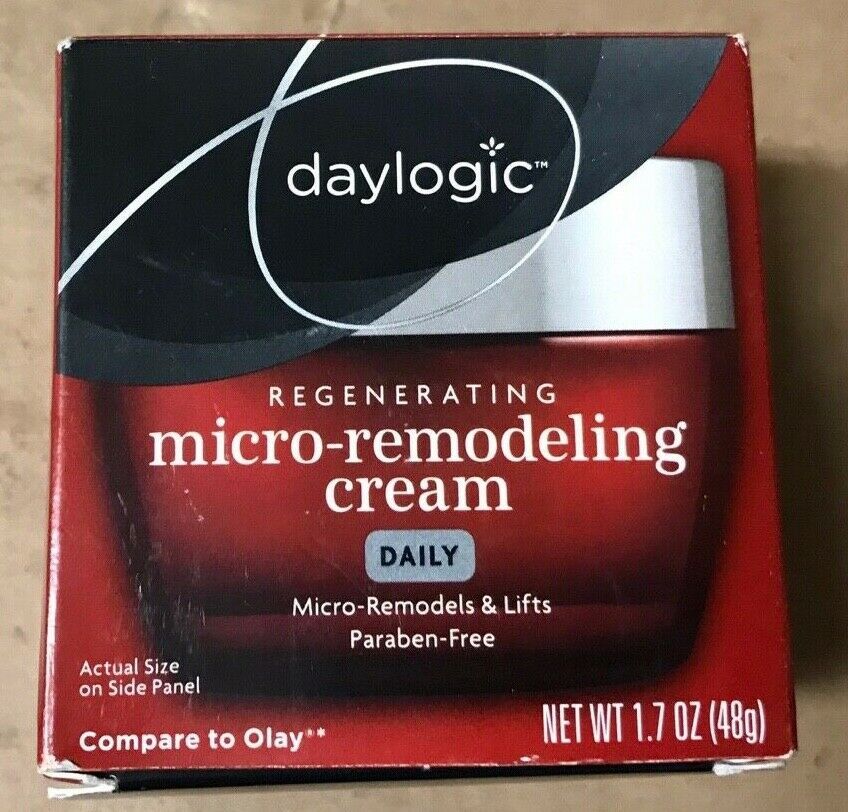 daylogic™
REGENERATING
micro-remodeling
cream
DAILY
Micro-Remodels & Lifts
Paraben-Free
Actual Size
on Side Panel
Compare to Olay**
NET WT 1.7 OZ (48g)